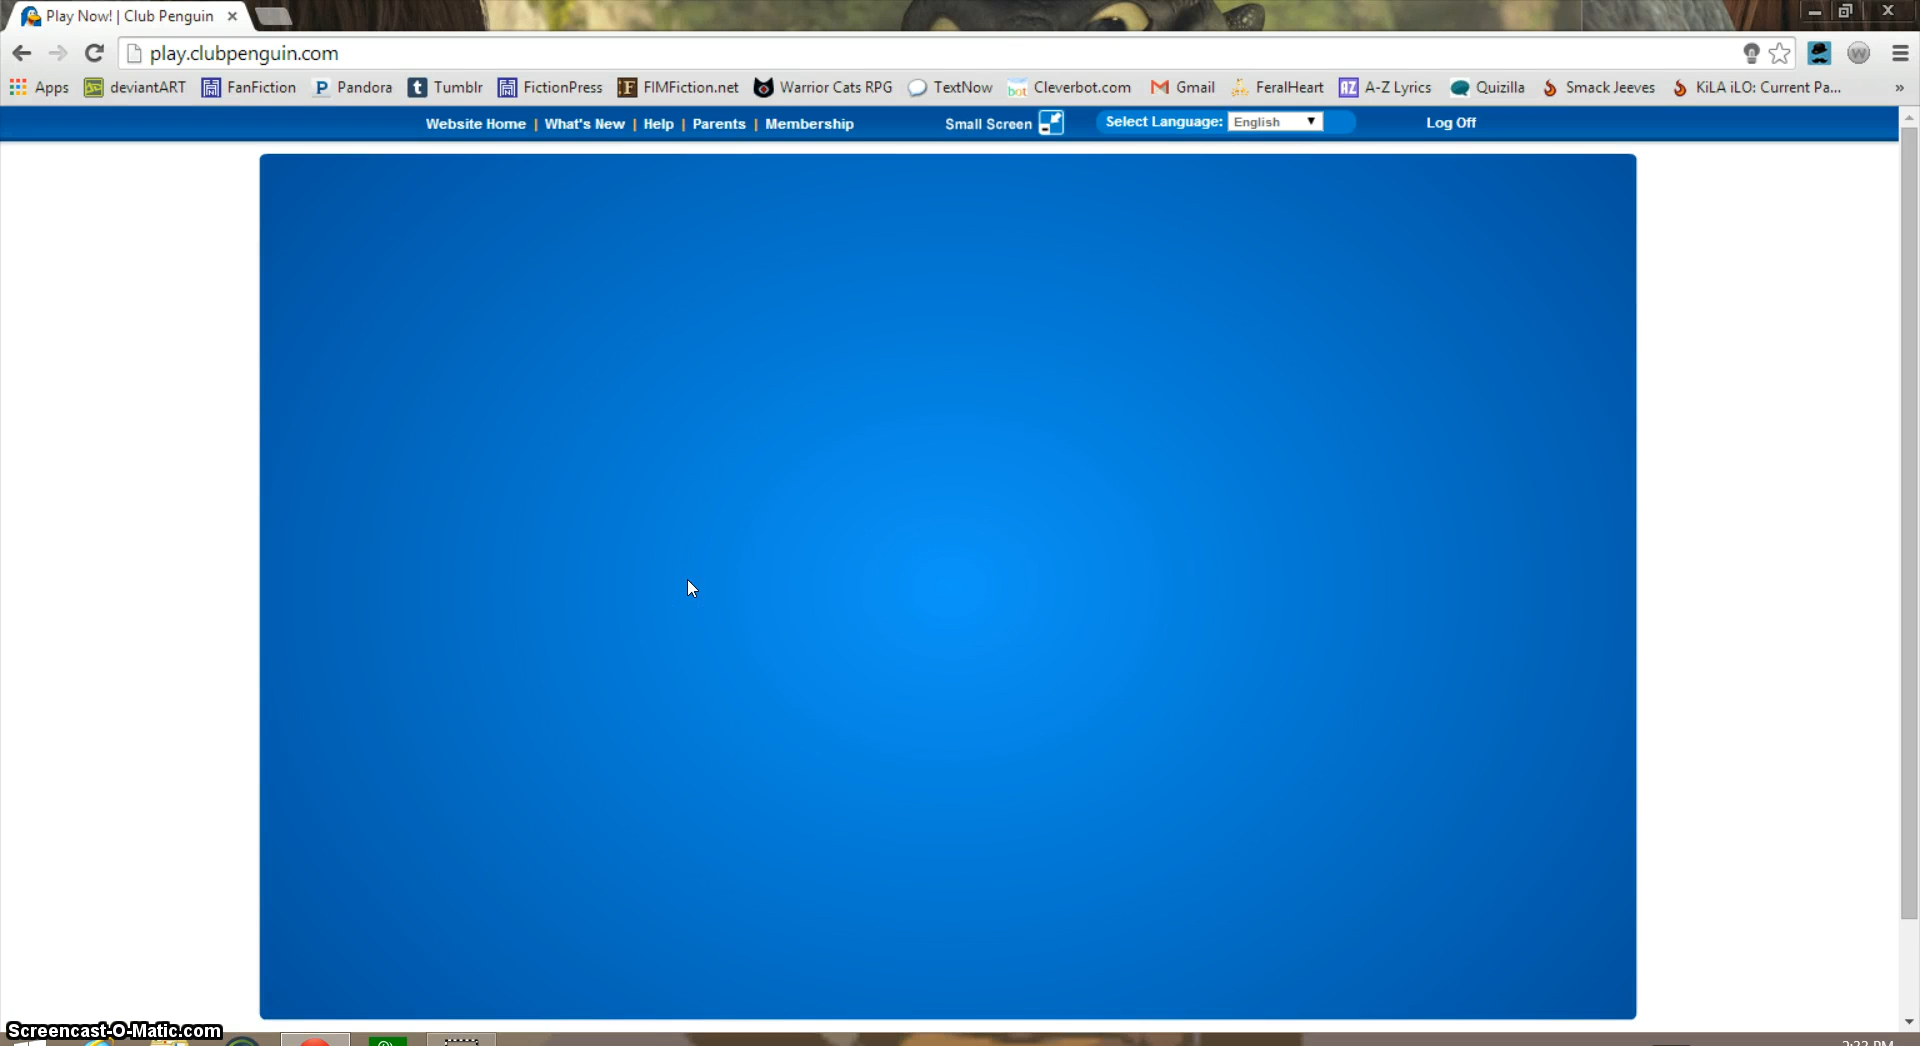 Play Now! | Club Penguin
play.clubpenguin.com
Apps deviantART FanFiction Pandora Tumblr FictionPress FIMFiction.net Warrior Cats RPG TextNow Cleverbot.com Gmail FeralHeart A-Z Lyrics Quizilla Smack Jeeves KiLA iLO: Current Pa... »
Website Home | What's New | Help | Parents | Membership Small Screen Select Language: English Log Off
Screencast-O-Matic.com